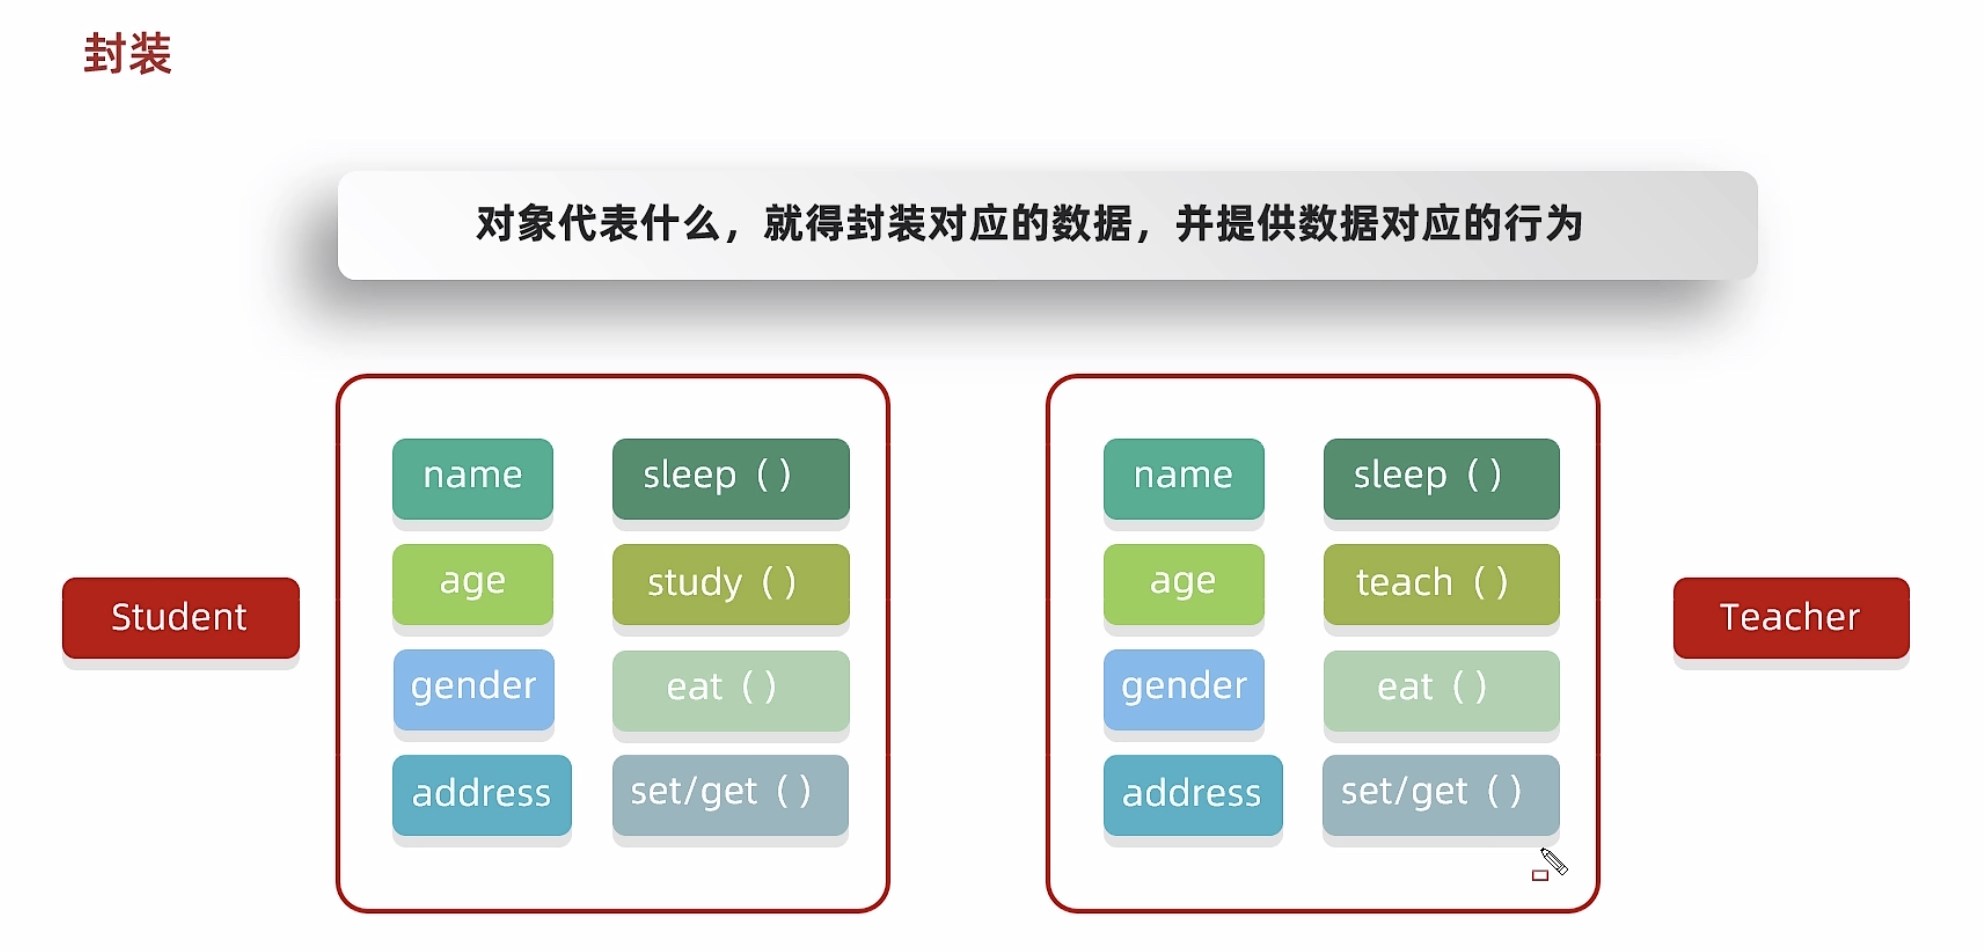 封装
对象代表什么，就得封装对应的数据，并提供数据对应的行为
Student
name
sleep（）
age
study（）
gender
eat（）
address
set/get（）
name
sleep（）
age
teach（）
gender
eat（）
address
set/get（）
Teacher